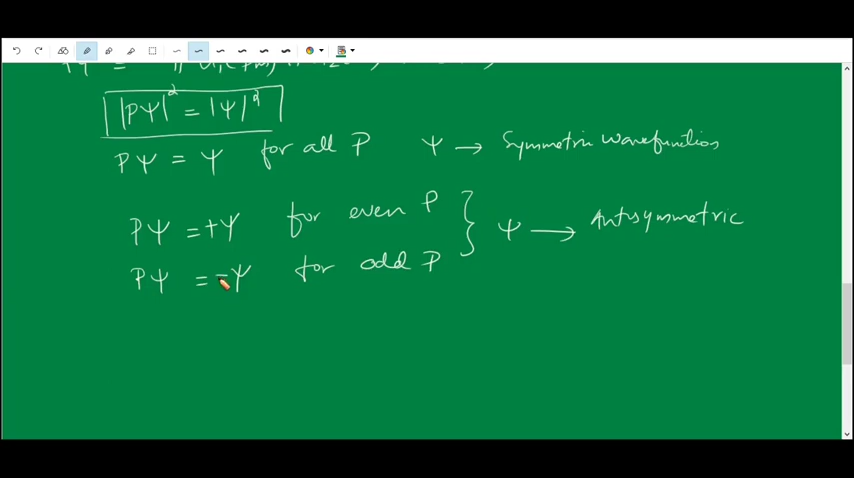 |PΨ|² = |Ψ|²
PΨ = Ψ for all P Ψ → Symmetric wavefunctions
PΨ = +Ψ for even P
Ψ → Antisymmetric
PΨ = -Ψ for odd P